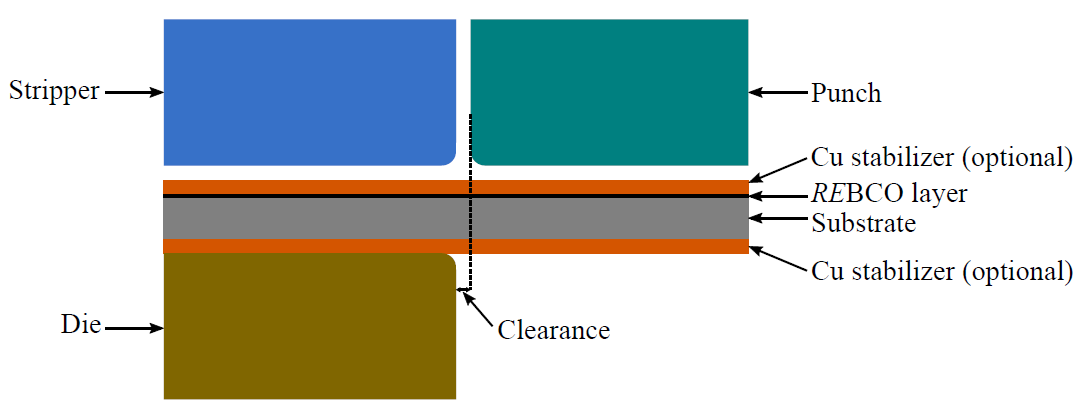 Stripper
Punch
Cu stabilizer (optional)
REBCO layer
Substrate
Cu stabilizer (optional)
Die
Clearance